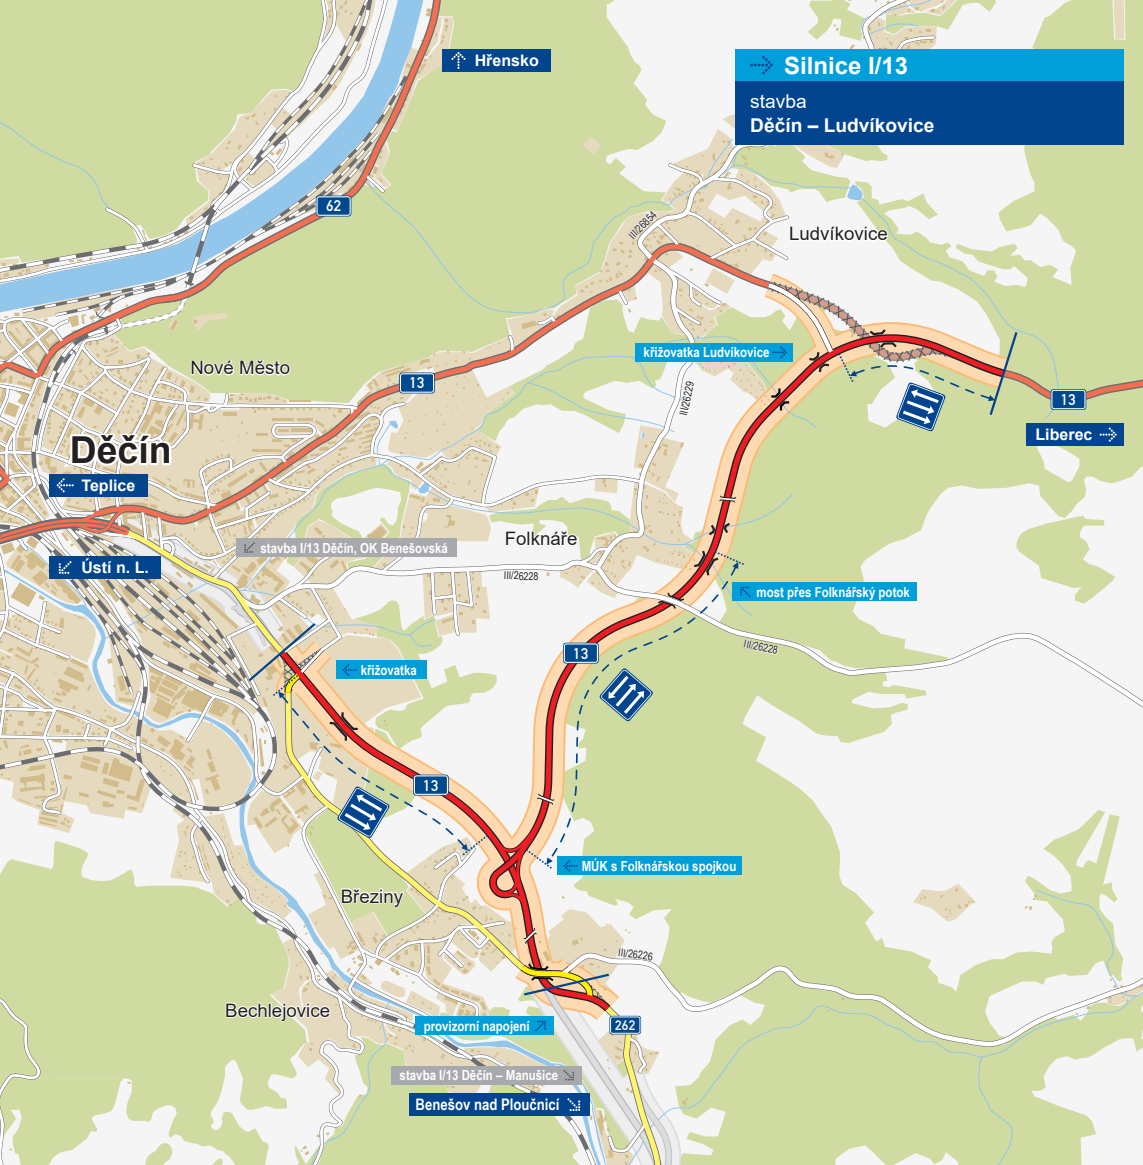 Hřensko
Silnice I/13
stavba
Děčín – Ludvíkovice
62
III/26854
Ludvíkovice
křižovatka Ludvíkovice
Nové Město
13
III/26229
13
Liberec
Děčín
Teplice
Folknáře
stavba I/13 Děčín, OK Benešovská
Ústí n. L.
III/26228
most přes Folknářský potok
III/26228
13
křižovatka
13
MÚK s Folknářskou spojkou
Březiny
III/26226
Bechlejovice
provizorní napojení
262
stavba I/13 Děčín – Manušice
Benešov nad Ploučnicí